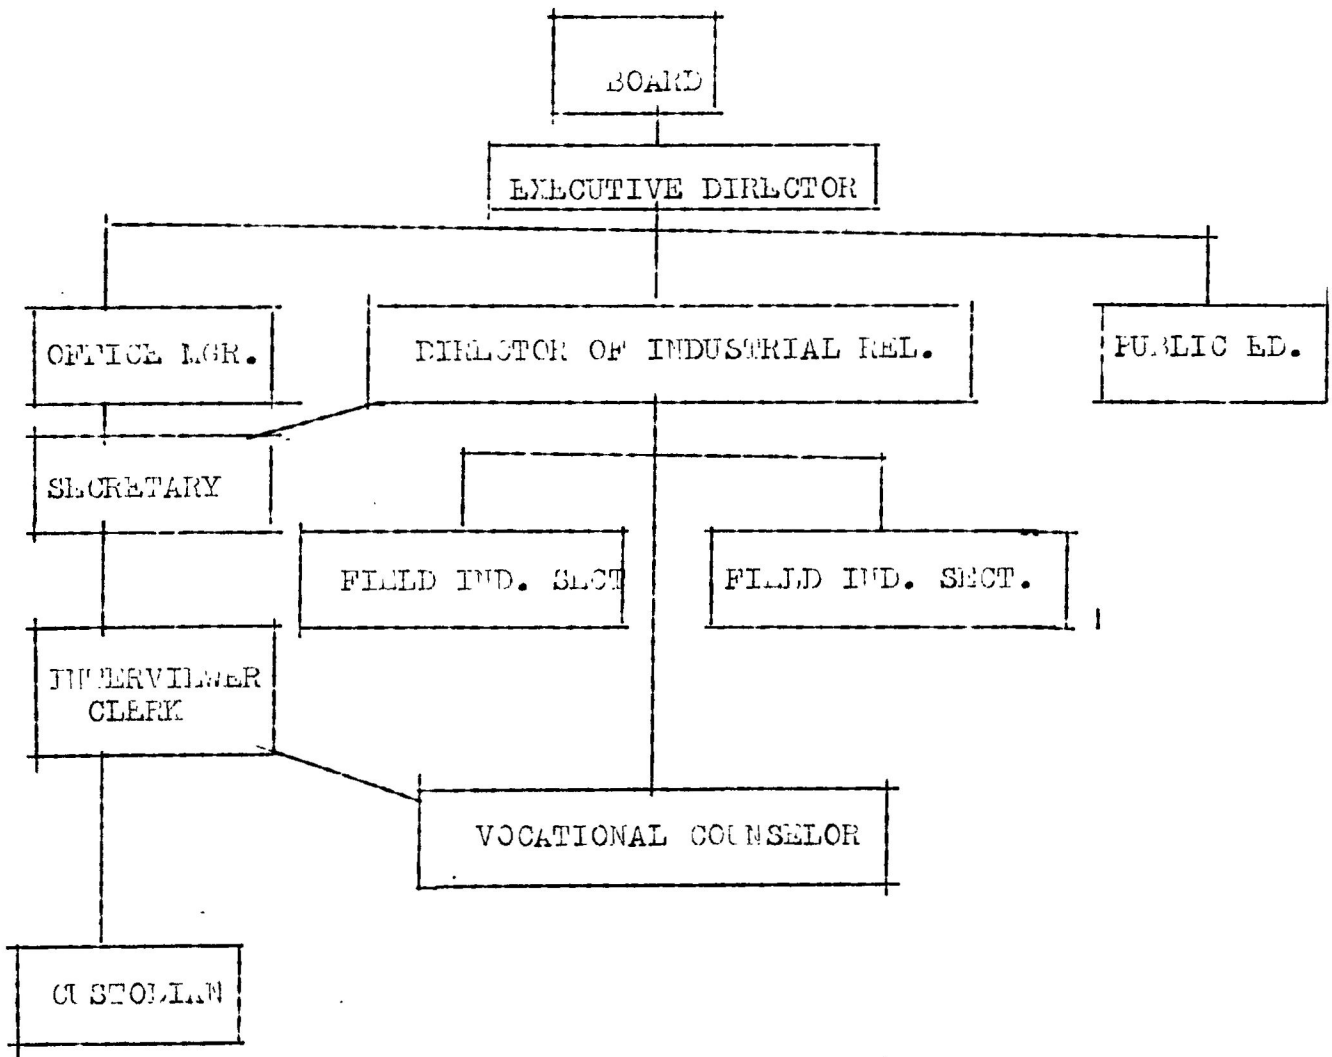 BOARD
EXECUTIVE DIRECTOR
OFFICE MGR.
DIRECTOR OF INDUSTRIAL REL.
PUBLIC ED.
SECRETARY
FIELD IND. SECT
FIELD IND. SECT.
INTERVIEWER
CLERK
VOCATIONAL COUNSELOR
CUSTODIAN